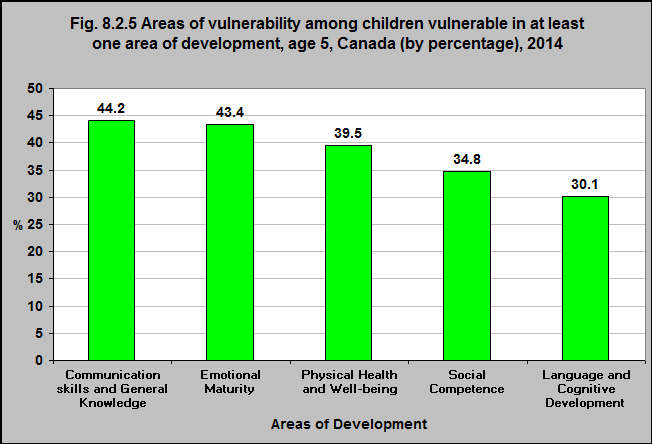 Fig. 8.2.5 Areas of vulnerability among children vulnerable in at least
one area of development, age 5, Canada (by percentage), 2014
50
45
40
35
30
%
25
20
15
10
5
0
44.2
43.4
39.5
34.8
30.1
Communication
skills and General
Knowledge
Emotional
Maturity
Physical Health
and Well-being
Social
Competence
Language and
Cognitive
Development
Areas of Development